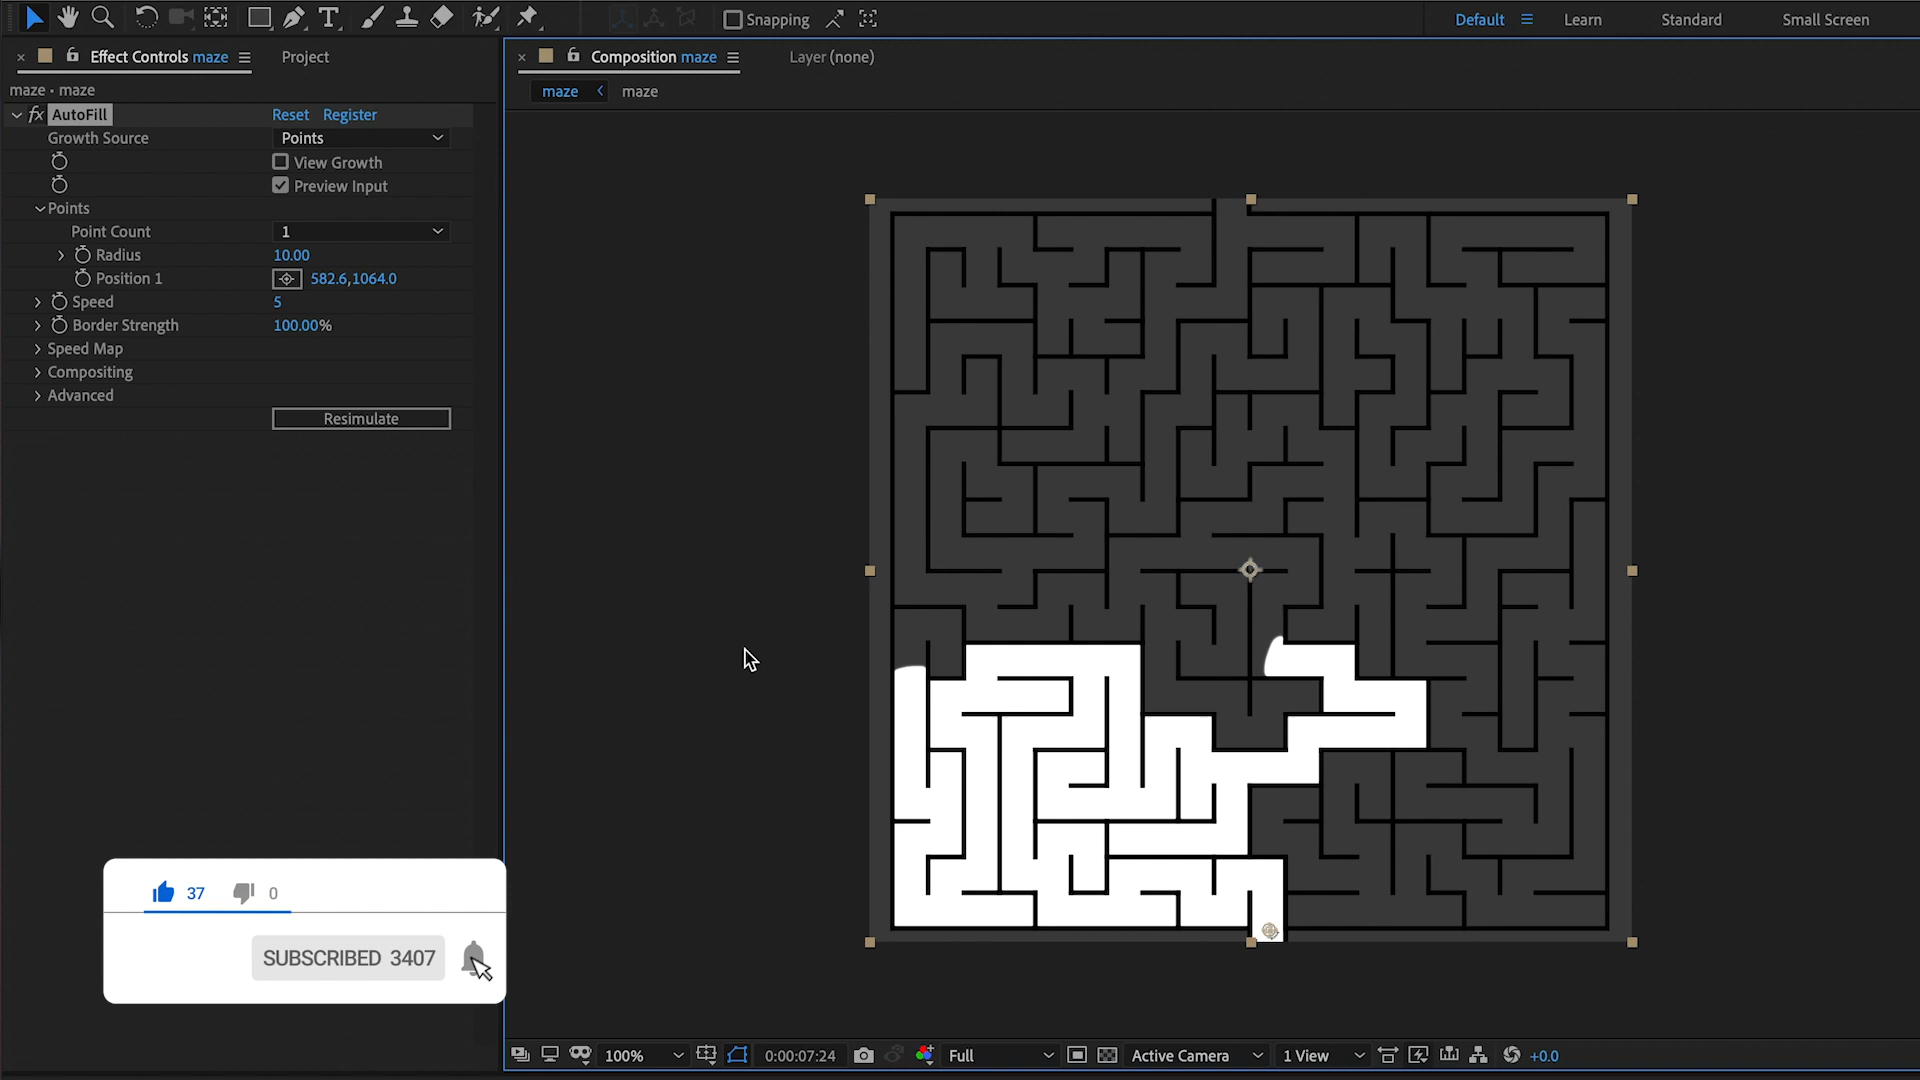 Snapping
Default
Learn
Standard
Small Screen
Effect Controls maze
Project
Composition maze
Layer (none)
maze • maze
maze
maze
fx AutoFill
Reset
Register
Growth Source
Points
View Growth
Preview Input
Points
Point Count
1
Radius
10.00
Position 1
582.6,1064.0
Speed
5
Border Strength
100.00%
Speed Map
Compositing
Advanced
Resimulate
37
0
SUBSCRIBED 3407
100%
0:00:07:24
Full
Active Camera
1 View
+0.0